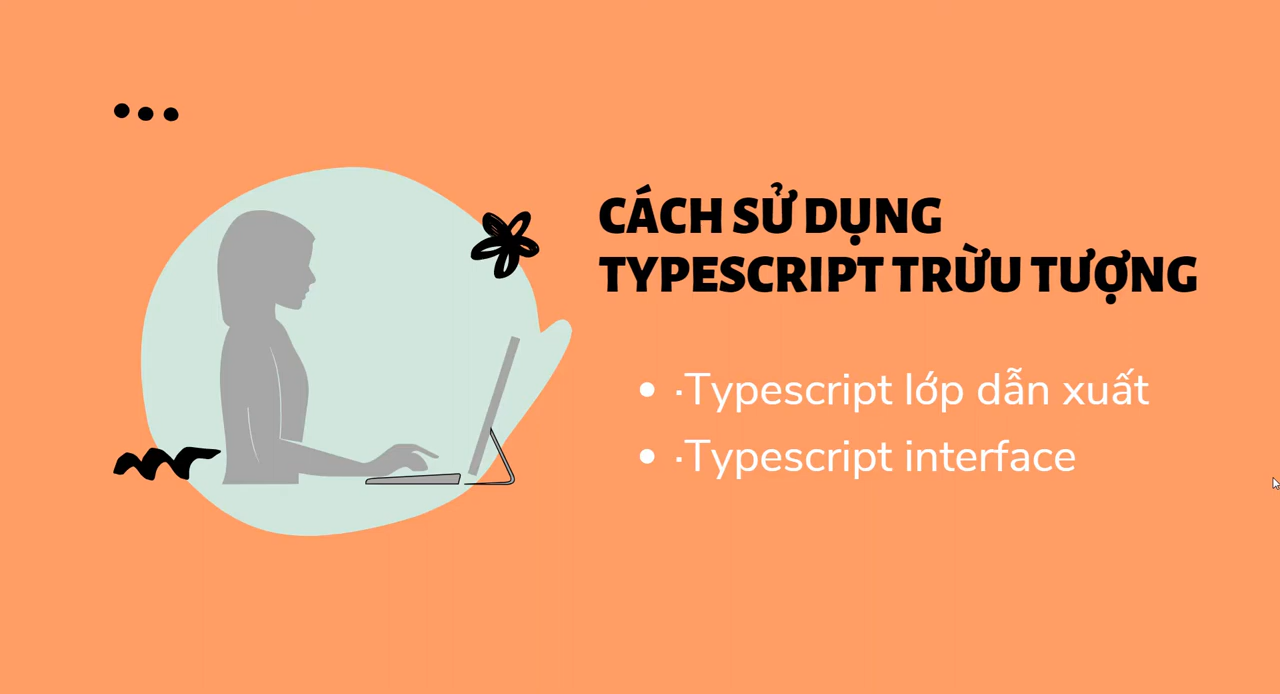 CÁCH SỬ DỤNG
TYPESCRIPT TRỪU TƯỢNG
·Typescript lớp dẫn xuất
·Typescript interface